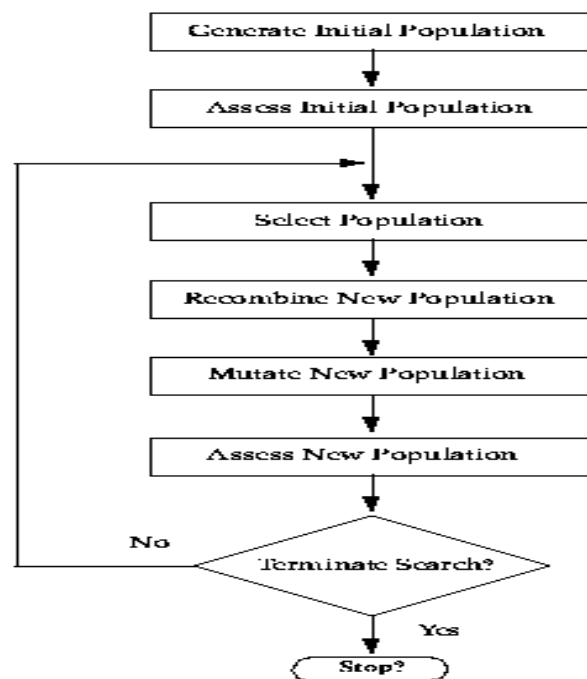 Generate Initial Population
Assess Initial Population
Select Population
Recombine New Population
Mutate New Population
Assess New Population
No
Terminate Search?
Yes
Stop?